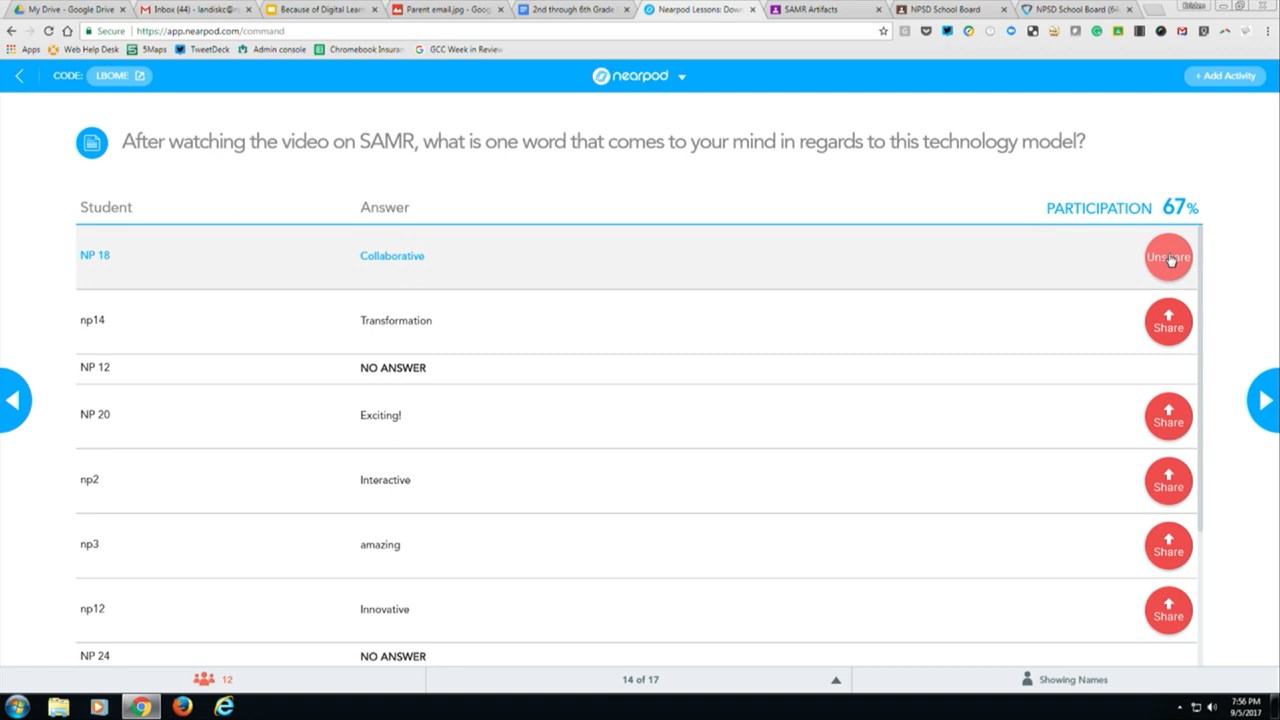 My Drive - Google Drive
Inbox (44) - landiskc@n
Because of Digital Lear
Parent email.jpg - Goog
2nd through 6th Grade
Nearpod Lessons: Dow
SAMR Artifacts
NPSD School Board
NPSD School Board (64
Kristen
Secure
https://app.nearpod.com/command
Apps
Web Help Desk
5Maps
TweetDeck
Admin console
Chromebook Insuran
GCC Week in Review
CODE:
LBOME
nearpod
+ Add Activity
After watching the video on SAMR, what is one word that comes to your mind in regards to this technology model?
Student
Answer
PARTICIPATION 67%
NP 18
Collaborative
np14
Transformation
Share
NP 12
NO ANSWER
NP 20
Exciting!
Share
np2
Interactive
Share
np3
amazing
Share
np12
Innovative
Share
NP 24
NO ANSWER
12
14 of 17
Showing Names
7:56 PM
9/5/2017